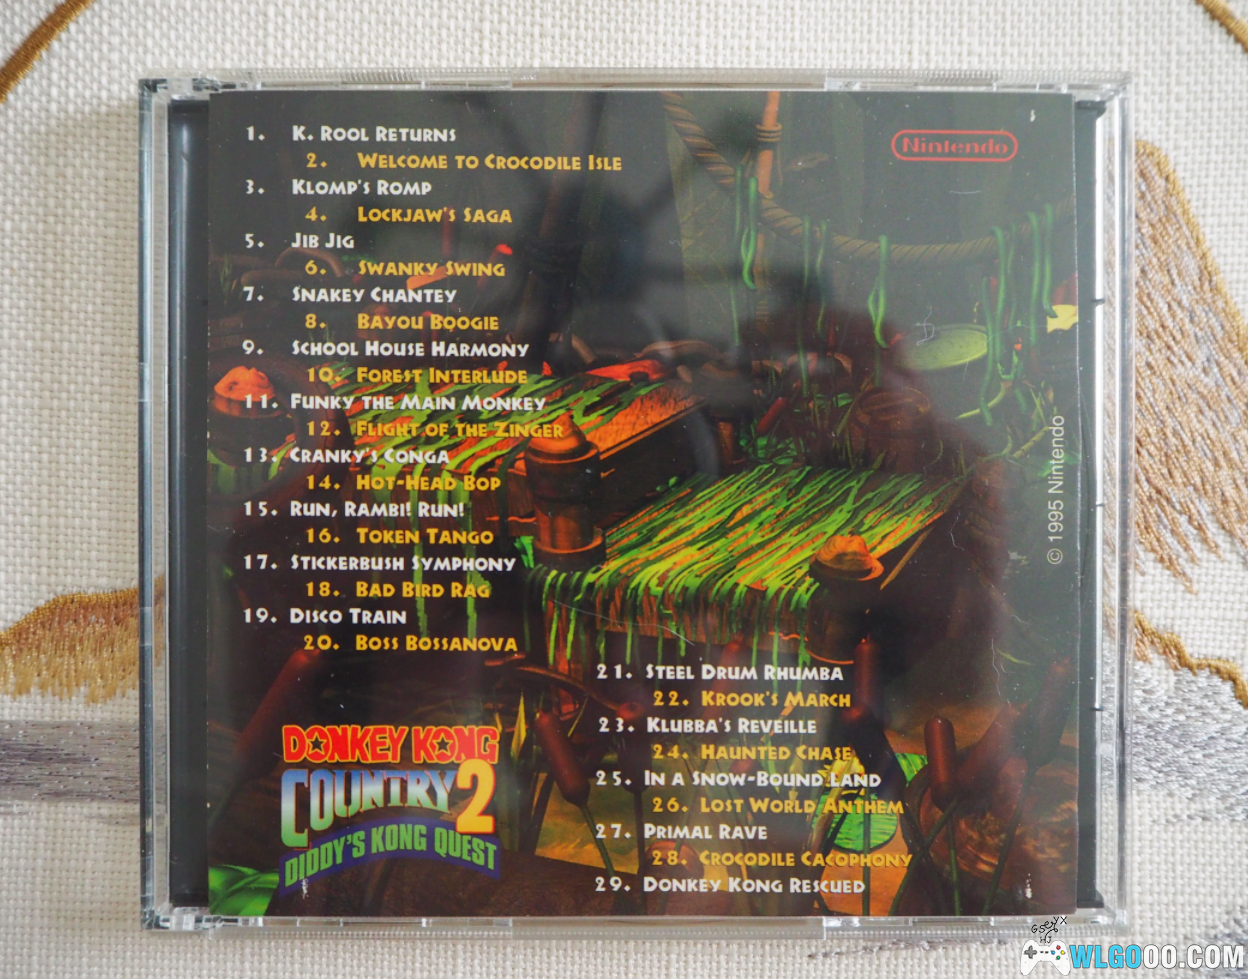 1. K. Rool Returns
2. Welcome to Crocodile Isle
3. Klomp's Romp
4. Lockjaw's Saga
5. Jib Jig
6. Swanky Swing
7. Snakey Chantey
8. Bayou Boogie
9. School House Harmony
10. Forest Interlude
11. Funky the Main Monkey
12. Flight of the Zinger
13. Cranky's Conga
14. Hot-Head Bop
15. Run, Rambi! Run!
16. Token Tango
17. Stickerbush Symphony
18. Bad Bird Rag
19. Disco Train
20. Boss Bossanova
21. Steel Drum Rhumba
22. Krook's March
23. Klubba's Reveille
24. Haunted Chase
25. In a Snow-Bound Land
26. Lost World Anthem
27. Primal Rave
28. Crocodile Cacophony
29. Donkey Kong Rescued
Nintendo
© 1995 Nintendo
DONKEY KONG
COUNTRY 2
DIDDY'S KONG QUEST
WLGOOO.COM